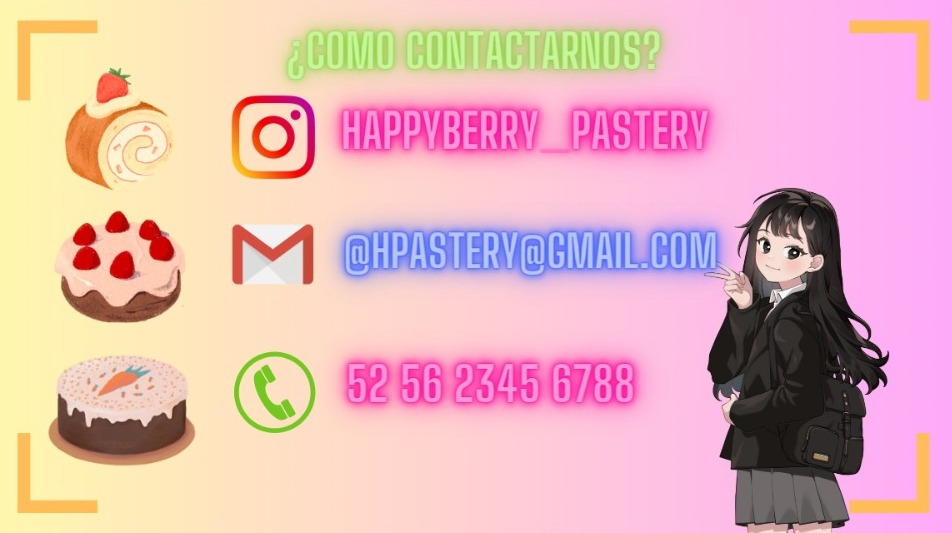 ¿COMO CONTACTARNOS?
HAPPYBERRY_PASTERY
@HPASTERY@GMAIL.COM
52 56 2345 6788